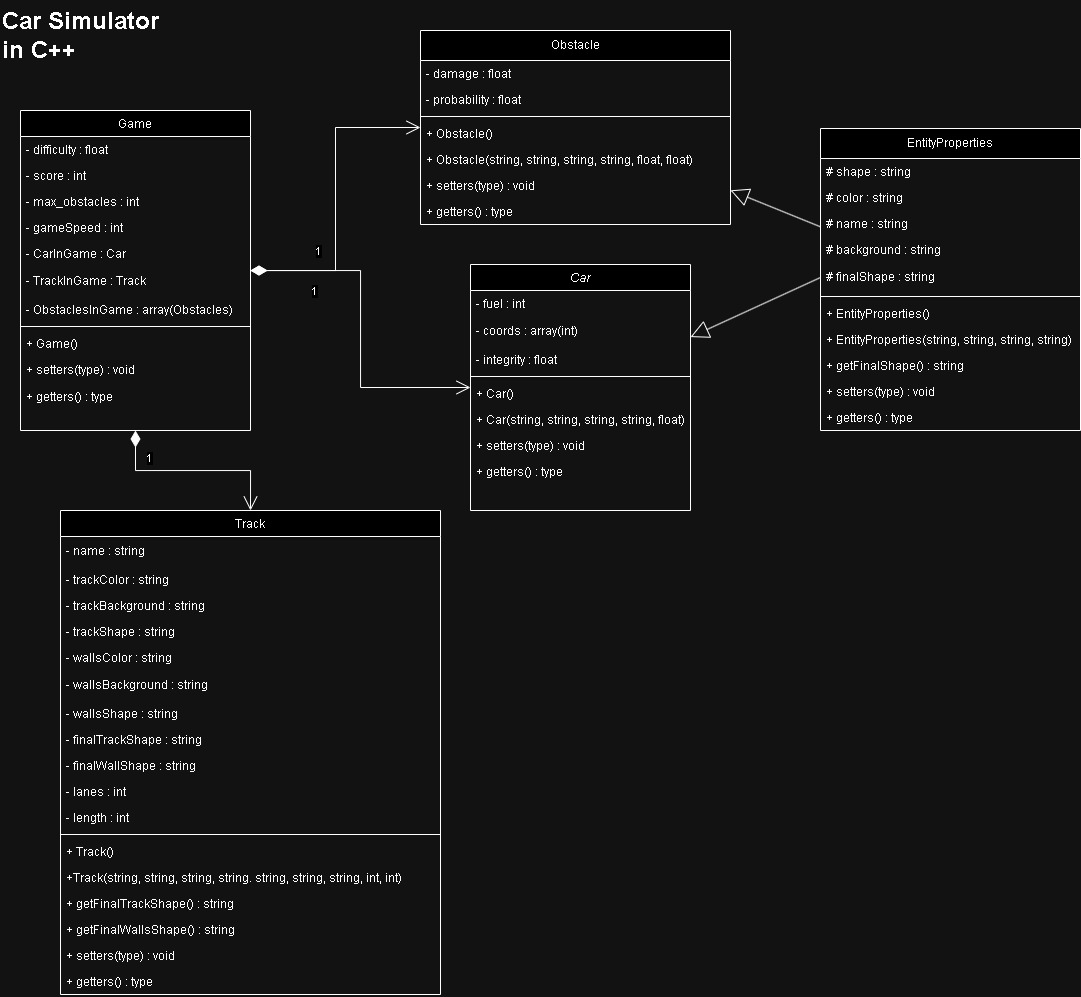 Car Simulator
in C++
Obstacle
- damage : float
- probability : float
+ Obstacle()
+ Obstacle(string, string, string, string, float, float)
+ setters(type) : void
+ getters() : type
Game
- difficulty : float
- score : int
- max_obstacles : int
- gameSpeed : int
- CarInGame : Car
- TrackInGame : Track
- ObstaclesInGame : array(Obstacles)
+ Game()
+ setters(type) : void
+ getters() : type
1
1
1
EntityProperties
# shape : string
# color : string
# name : string
# background : string
# finalShape : string
+ EntityProperties()
+ EntityProperties(string, string, string, string)
+ getFinalShape() : string
+ setters(type) : void
+ getters() : type
Car
- fuel : int
- coords : array(int)
- integrity : float
+ Car()
+ Car(string, string, string, string, float)
+ setters(type) : void
+ getters() : type
Track
- name : string
- trackColor : string
- trackBackground : string
- trackShape : string
- wallsColor : string
- wallsBackground : string
- wallsShape : string
- finalTrackShape : string
- finalWallShape : string
- lanes : int
- length : int
+ Track()
+Track(string, string, string, string. string, string, string, int, int)
+ getFinalTrackShape() : string
+ getFinalWallsShape() : string
+ setters(type) : void
+ getters() : type